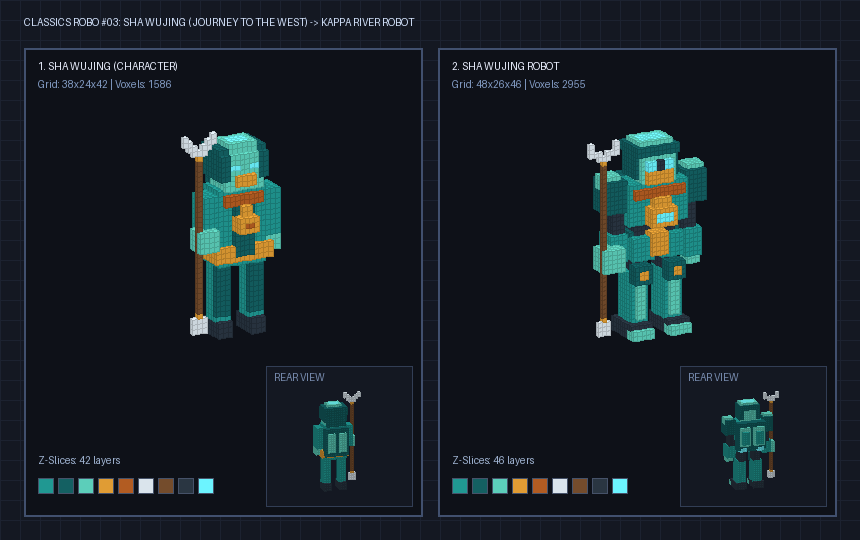 CLASSICS ROBO #03: SHA WUJING (JOURNEY TO THE WEST) -> KAPPA RIVER ROBOT
1. SHA WUJING (CHARACTER)
Grid: 38x24x42 | Voxels: 1586
REAR VIEW
Z-Slices: 42 layers
2. SHA WUJING ROBOT
Grid: 48x26x46 | Voxels: 2955
REAR VIEW
Z-Slices: 46 layers